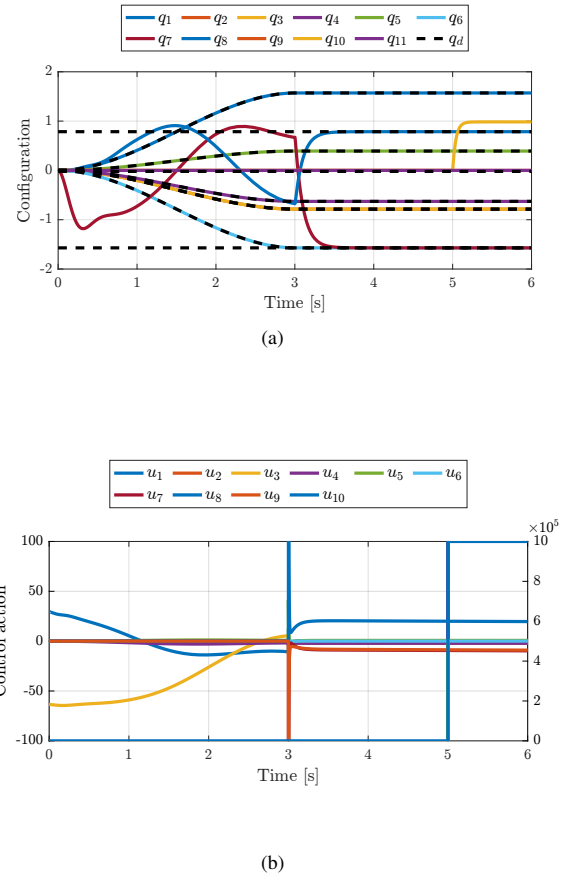 q1 q2 q3 q4 q5 q6
q7 q8 q9 q10 q11 qd
2
1
0
-1
-2
Configuration
0 1 2 3 4 5 6
Time [s]
(a)
u1 u2 u3 u4 u5 u6
u7 u8 u9 u10
×10^5
100
50
0
-50
-100
Control action
10
8
6
4
2
0
0 1 2 3 4 5 6
Time [s]
(b)